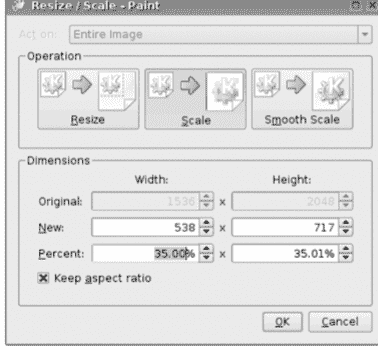 Resize / Scale - Paint
Act on: Entire Image
Operation
Resize Scale Smooth Scale
Dimensions
Width: Height:
Original: 1536 x 2048
New: 538 x 717
Percent: 35.00% x 35.01%
Keep aspect ratio
OK Cancel